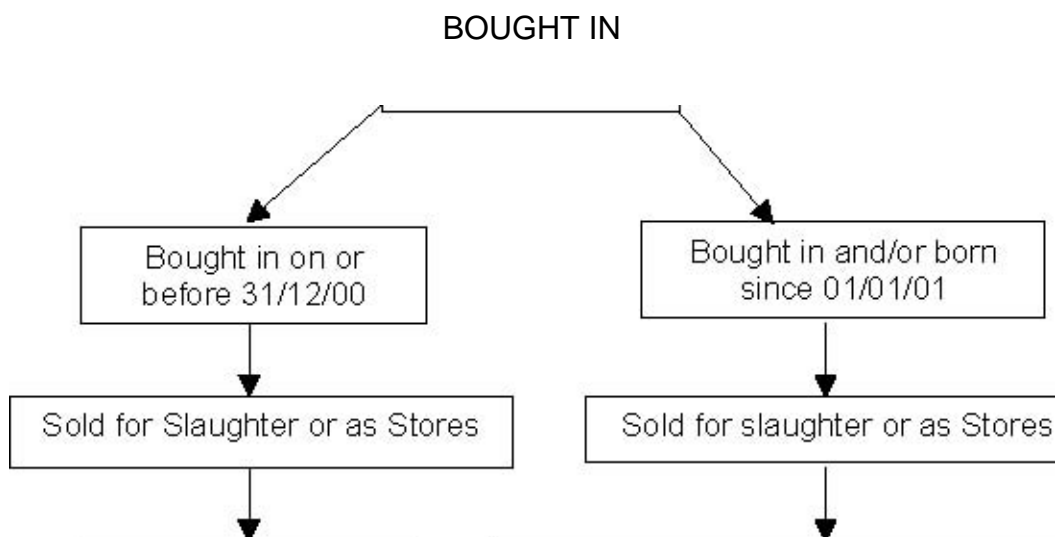 BOUGHT IN
Bought in on or
before 31/12/00
Bought in and/or born
since 01/01/01
Sold for Slaughter or as Stores
Sold for slaughter or as Stores